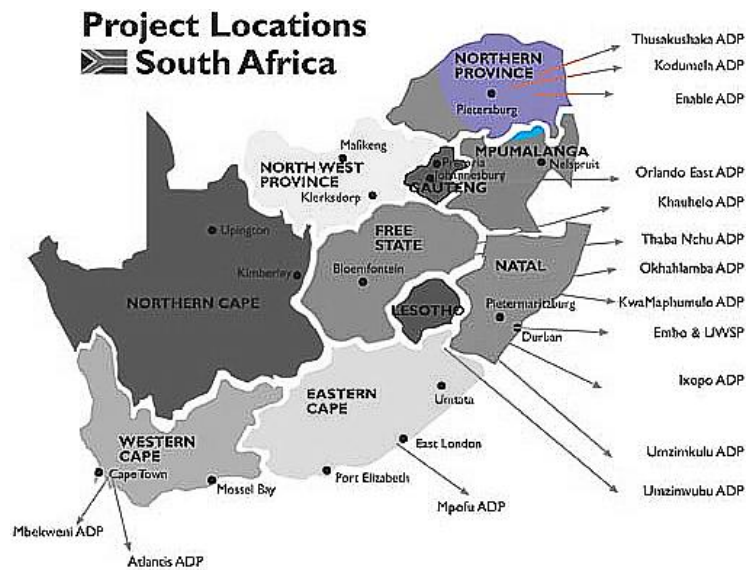 Project Locations
South Africa
NORTHERN
PROVINCE
Pietersburg
Thusakushaka ADP
Kodumela ADP
Enable ADP
MPUMALANGA
Nelspruit
Mafikeng
NORTH WEST
PROVINCE
Klerksdorp
Pretoria
Johannesburg
GAUTENG
Orlando East ADP
Khauhelo ADP
Thaba Nchu ADP
Okhahlamba ADP
KwaMaphumulo ADP
Embo & UWSP
Ixopo ADP
Umzimkulu ADP
Umzimvubu ADP
Upington
Kimberley
NORTHERN CAPE
FREE
STATE
Bloemfontein
NATAL
LESOTHO
Pietermaritzburg
Durban
EASTERN
CAPE
Umtata
East London
Port Elizabeth
Mpofu ADP
WESTERN
CAPE
Cape Town
Mossel Bay
Mbekweni ADP
Atlantis ADP